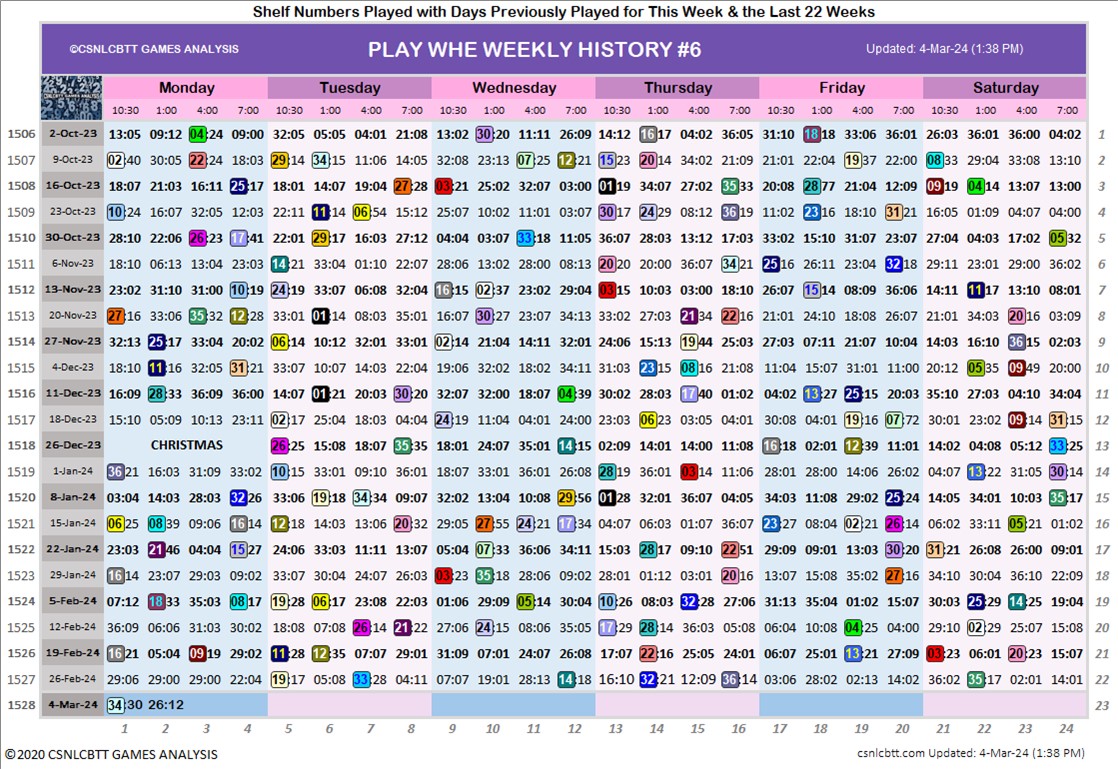 Shelf Numbers Played with Days Previously Played for This Week & the Last 22 Weeks
©CSNLCBTT GAMES ANALYSIS PLAY WHE WEEKLY HISTORY #6 Updated: 4-Mar-24 (1:38 PM)
Monday Tuesday Wednesday Thursday Friday Saturday
10:30 1:00 4:00 7:00 10:30 1:00 4:00 7:00 10:30 1:00 4:00 7:00 10:30 1:00 4:00 7:00 10:30 1:00 4:00 7:00 10:30 1:00 4:00 7:00
1506 2-Oct-23 13:05 09:12 04:24 09:00 32:05 05:05 04:01 21:08 13:02 30:20 11:11 26:09 14:12 16:17 04:02 36:05 31:10 18:18 33:06 36:01 26:03 36:01 36:00 04:02 1
1507 9-Oct-23 02:40 30:05 22:24 18:03 29:14 34:15 11:06 14:05 32:08 23:13 07:25 12:21 15:23 20:14 34:02 21:09 21:01 22:04 19:37 22:00 08:33 29:04 33:08 13:10 2
1508 16-Oct-23 18:07 21:03 16:11 25:17 18:01 14:07 19:04 27:28 03:21 25:02 32:07 03:00 01:19 34:07 27:02 35:33 20:08 28:77 21:04 12:09 09:19 04:14 13:07 13:00 3
1509 23-Oct-23 10:24 16:07 32:05 12:03 22:11 11:14 06:54 15:12 25:07 10:02 11:01 03:07 30:17 24:29 08:12 36:19 11:02 23:16 18:10 31:21 16:05 01:09 04:07 04:00 4
1510 30-Oct-23 28:10 22:06 26:23 17:41 22:01 29:17 16:03 27:12 04:04 03:07 33:18 11:05 36:07 28:03 13:12 17:03 33:02 15:10 31:07 32:07 27:04 04:03 17:02 05:32 5
1511 6-Nov-23 18:10 06:13 13:04 23:03 14:21 33:04 01:10 22:07 10:06 13:02 28:00 08:13 20:20 20:00 36:07 34:21 25:16 26:11 23:04 32:18 29:11 23:01 29:00 36:02 6
1512 13-Nov-23 23:02 31:10 31:00 10:19 24:19 33:07 06:08 32:04 16:15 02:37 23:02 29:04 03:15 10:03 03:00 18:10 26:07 15:14 08:09 36:06 14:11 11:17 13:10 08:01 7
1513 20-Nov-23 27:16 33:06 35:32 12:28 33:01 01:14 08:03 35:01 16:07 30:27 23:07 34:13 32:07 07:03 21:34 22:16 21:01 24:10 18:08 26:07 21:01 34:03 20:16 03:09 8
1514 27-Nov-23 32:13 25:17 33:04 20:02 06:14 10:12 32:01 33:01 02:14 21:04 14:11 32:01 24:06 15:13 19:44 25:03 27:03 07:11 21:07 10:04 14:03 16:10 36:15 02:03 9
1515 4-Dec-23 18:10 11:16 32:04 31:21 33:07 10:07 14:03 22:04 19:06 32:02 18:02 34:11 31:03 23:15 08:16 21:08 11:04 15:07 31:01 11:00 20:12 05:35 09:49 20:00 10
1516 11-Dec-23 16:09 28:33 36:09 36:00 14:07 01:21 20:03 30:21 32:07 32:00 18:07 04:39 30:02 28:03 17:40 01:02 04:02 13:27 25:15 20:03 35:10 27:03 04:10 34:04 11
1517 18-Dec-23 15:10 05:09 10:13 23:11 02:17 25:04 18:03 04:03 24:19 11:04 32:07 10:04 23:03 06:23 05:04 20:07 30:08 04:01 19:16 07:72 30:01 23:02 09:14 31:15 12
1518 26-Dec-23 CHRISTMAS 26:25 15:08 18:07 35:35 18:01 24:07 35:01 14:15 02:09 14:01 14:00 11:08 16:18 02:01 12:39 11:01 14:02 04:08 05:12 33:25 13
1519 1-Jan-24 36:21 16:03 31:09 33:02 10:15 33:01 09:10 36:01 18:07 33:01 36:01 26:08 28:19 36:01 03:14 11:06 28:01 20:00 14:06 26:02 04:07 13:22 31:05 30:14 14
1520 8-Jan-24 03:04 14:03 28:03 32:26 33:06 19:18 34:34 09:07 32:02 13:04 10:08 29:56 01:28 32:01 36:07 04:05 34:03 11:08 29:02 25:24 14:05 34:01 10:03 35:17 15
1521 15-Jan-24 06:25 08:39 09:06 16:14 12:18 14:03 13:06 20:32 29:05 27:55 24:21 17:34 04:07 06:03 01:07 36:07 23:27 08:04 02:21 26:14 06:02 33:11 05:21 01:02 16
1522 22-Jan-24 23:03 21:46 04:04 15:27 24:06 33:03 11:11 13:07 05:04 07:33 36:06 34:11 15:03 28:17 09:10 22:51 29:09 09:01 13:03 30:20 31:21 26:08 26:00 09:01 17
1523 29-Jan-24 16:14 23:07 29:05 09:02 33:07 30:04 24:07 26:03 03:23 35:18 28:06 09:02 28:01 01:12 03:01 20:16 13:07 13:08 35:02 27:16 34:10 30:04 36:10 22:09 18
1524 5-Feb-24 07:12 18:33 35:03 08:17 19:28 06:17 23:08 22:03 01:06 29:09 05:14 30:04 10:26 08:03 32:28 27:06 31:13 35:04 01:02 15:07 30:03 25:29 14:25 19:04 19
1525 12-Feb-24 36:09 06:06 31:03 30:02 18:08 07:08 26:14 21:22 27:06 24:15 08:06 35:05 17:29 28:14 36:03 05:08 06:04 10:08 04:25 04:00 29:10 02:29 25:07 15:08 20
1526 19-Feb-24 16:21 05:04 09:19 29:02 11:28 12:35 07:07 29:01 31:09 07:01 24:07 26:08 17:07 22:16 25:05 24:01 06:07 25:01 13:21 27:09 03:23 06:01 20:23 15:07 21
1527 26-Feb-24 29:06 29:00 29:00 22:04 19:17 05:08 33:28 04:11 07:07 19:01 28:13 14:18 16:10 32:21 12:09 36:14 03:06 28:02 02:13 14:02 36:02 35:17 02:01 14:01 22
1528 4-Mar-24 34:30 26:12 23
1 2 3 4 5 6 7 8 9 10 11 12 13 14 15 16 17 18 19 20 21 22 23 24
©2020 CSNLCBTT GAMES ANALYSIS csnlcbtt.com Updated: 4-Mar-24 (1:38 PM)